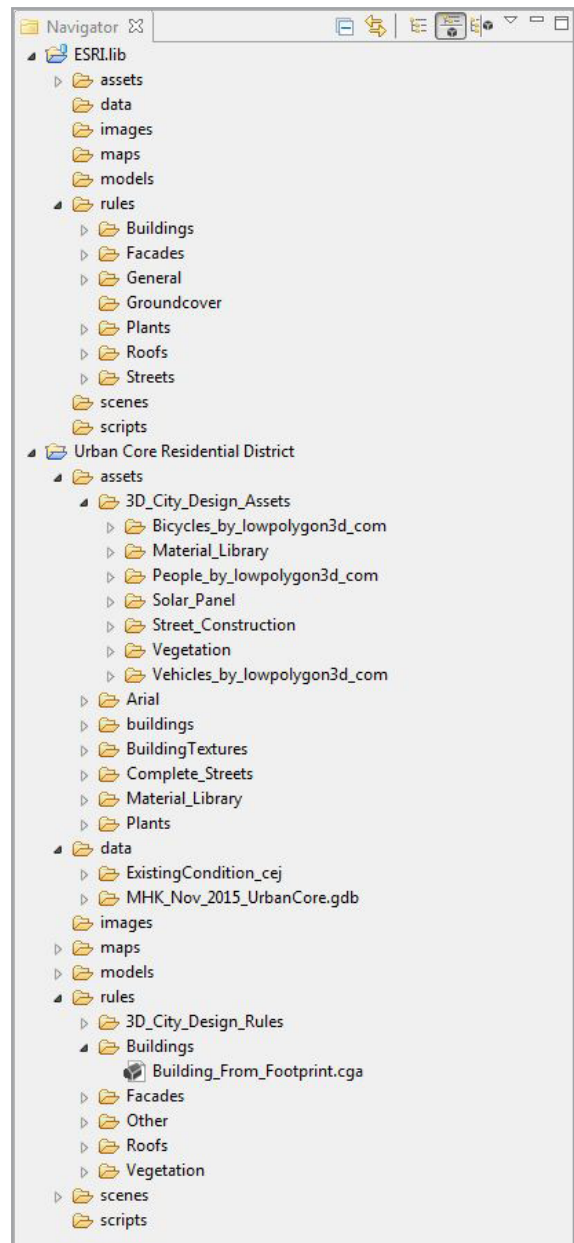 Navigator
ESRI.lib
assets
data
images
maps
models
rules
Buildings
Facades
General
Groundcover
Plants
Roofs
Streets
scenes
scripts
Urban Core Residential District
assets
3D_City_Design_Assets
Bicycles_by_lowpolygon3d_com
Material_Library
People_by_lowpolygon3d_com
Solar_Panel
Street_Construction
Vegetation
Vehicles_by_lowpolygon3d_com
Arial
buildings
BuildingTextures
Complete_Streets
Material_Library
Plants
data
ExistingCondition_cej
MHK_Nov_2015_UrbanCore.gdb
images
maps
models
rules
3D_City_Design_Rules
Buildings
Building_From_Footprint.cga
Facades
Other
Roofs
Vegetation
scenes
scripts